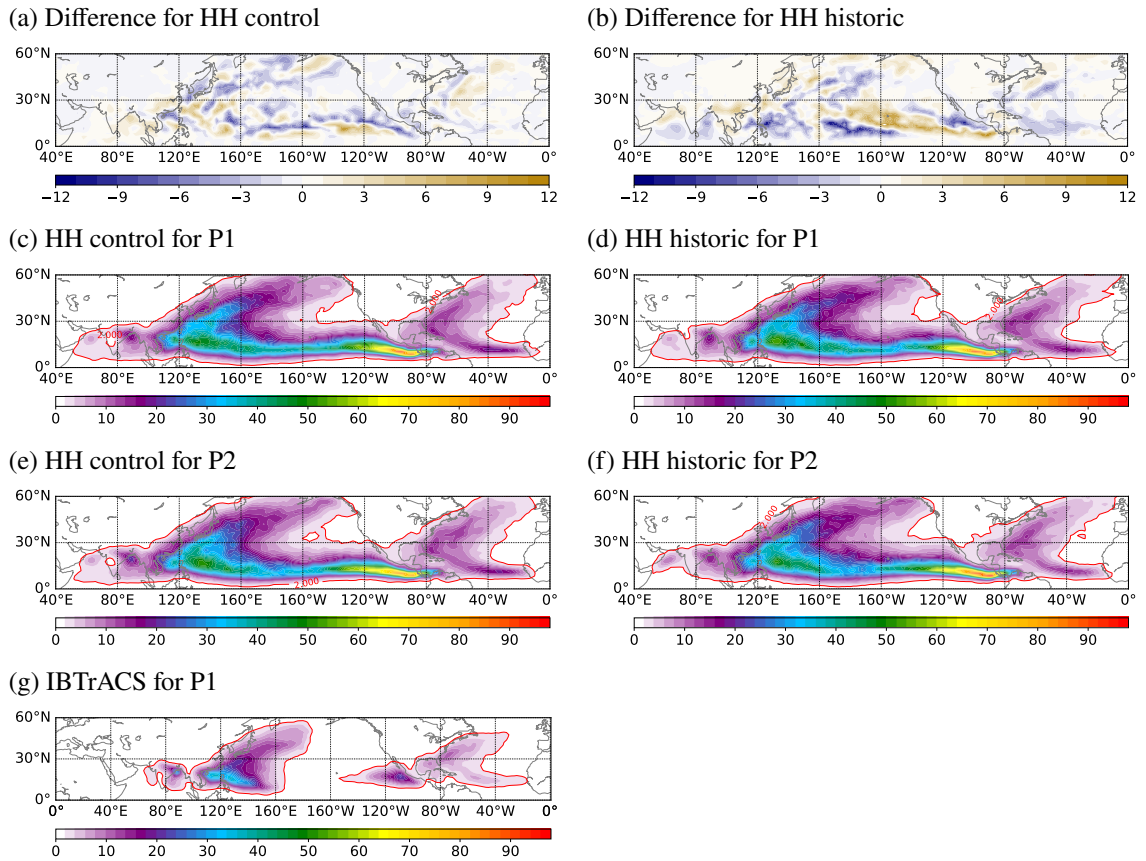 (a) Difference for HH control
60°N
30°N
0°
40°E 80°E 120°E 160°E 160°W 120°W 80°W 40°W 0°
−12 −9 −6 −3 0 3 6 9 12
(b) Difference for HH historic
60°N
30°N
0°
40°E 80°E 120°E 160°E 160°W 120°W 80°W 40°W 0°
−12 −9 −6 −3 0 3 6 9 12
(c) HH control for P1
60°N
30°N
0°
2.000
40°E 80°E 120°E 160°E 160°W 120°W 80°W 40°W 0°
0 10 20 30 40 50 60 70 80 90
(d) HH historic for P1
60°N
30°N
0°
2.000
40°E 80°E 120°E 160°E 160°W 120°W 80°W 40°W 0°
0 10 20 30 40 50 60 70 80 90
(e) HH control for P2
60°N
30°N
0°
2.000
40°E 80°E 120°E 160°E 160°W 120°W 80°W 40°W 0°
0 10 20 30 40 50 60 70 80 90
(f) HH historic for P2
60°N
30°N
0°
2.000
40°E 80°E 120°E 160°E 160°W 120°W 80°W 40°W 0°
0 10 20 30 40 50 60 70 80 90
(g) IBTrACS for P1
60°N
30°N
0°
0° 40°E 80°E 120°E 160°E 160°W 120°W 80°W 40°W 0°
0 10 20 30 40 50 60 70 80 90